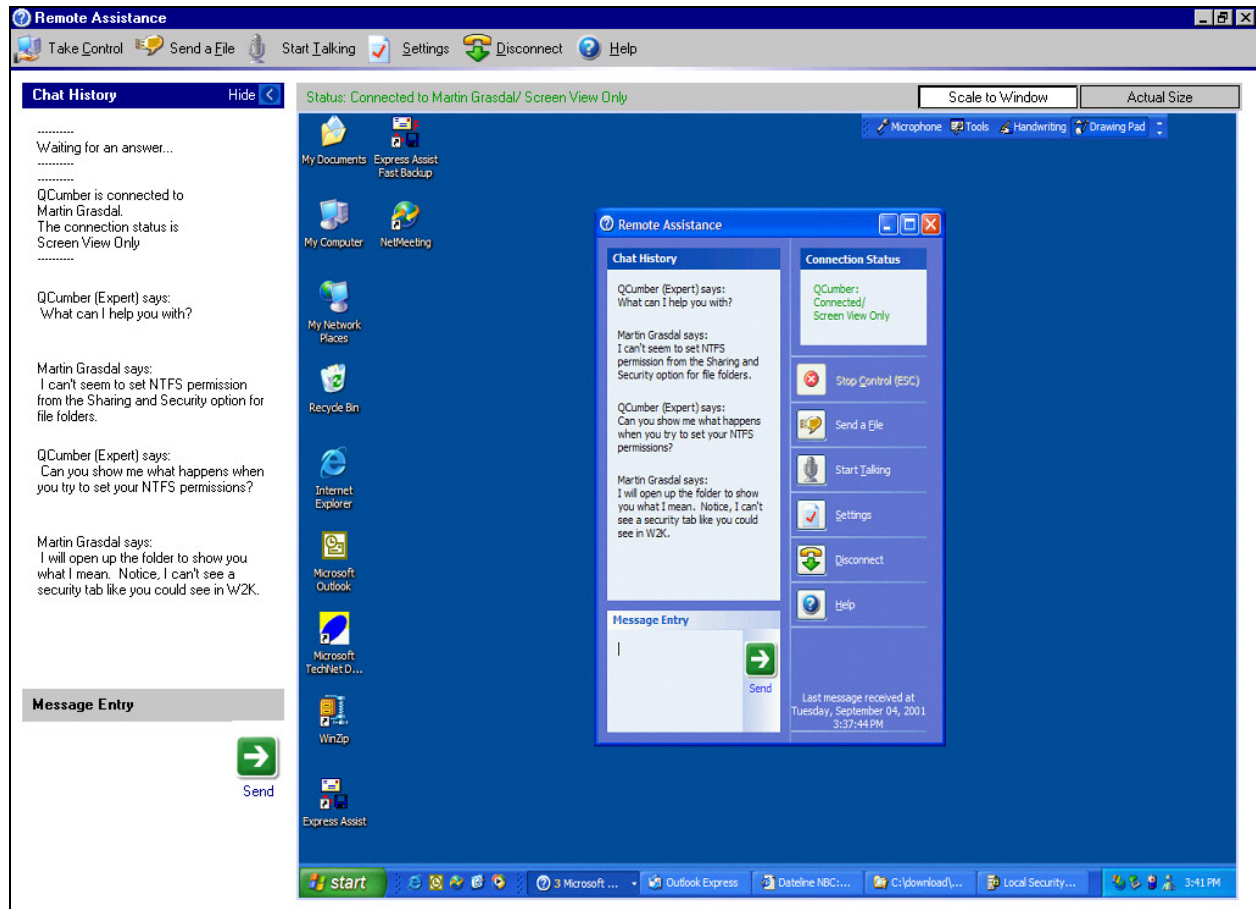 Remote Assistance
Take Control Send a File Start Talking Settings Disconnect Help
Chat History Hide
----------
Waiting for an answer...
----------
----------
QCumber is connected to
Martin Grasdal.
The connection status is
Screen View Only
----------
QCumber (Expert) says:
What can I help you with?
Martin Grasdal says:
I can't seem to set NTFS permission
from the Sharing and Security option for
file folders.
QCumber (Expert) says:
Can you show me what happens when
you try to set your NTFS permissions?
Martin Grasdal says:
I will open up the folder to show you
what I mean. Notice, I can't see a
security tab like you could see in W2K.
Message Entry
Send
Status: Connected to Martin Grasdal/ Screen View Only
Scale to Window Actual Size
Microphone Tools Handwriting Drawing Pad
My Documents
Express Assist
Fast Backup
My Computer
NetMeeting
My Network
Places
Recycle Bin
Internet
Explorer
Microsoft
Outlook
Microsoft
TechNet D...
WinZip
Express Assist
Remote Assistance
Chat History
QCumber (Expert) says:
What can I help you with?
Martin Grasdal says:
I can't seem to set NTFS
permission from the Sharing and
Security option for file folders.
QCumber (Expert) says:
Can you show me what happens
when you try to set your NTFS
permissions?
Martin Grasdal says:
I will open up the folder to show
you what I mean. Notice, I can't
see a security tab like you could
see in W2K.
Message Entry
Send
Connection Status
QCumber:
Connected/
Screen View Only
Stop Control (ESC)
Send a File
Start Talking
Settings
Disconnect
Help
Last message received at
Tuesday, September 04, 2001
3:37:44 PM
start 3 Microsoft ... Outlook Express Dateline NBC:... C:\download\... Local Security... 3:41 PM